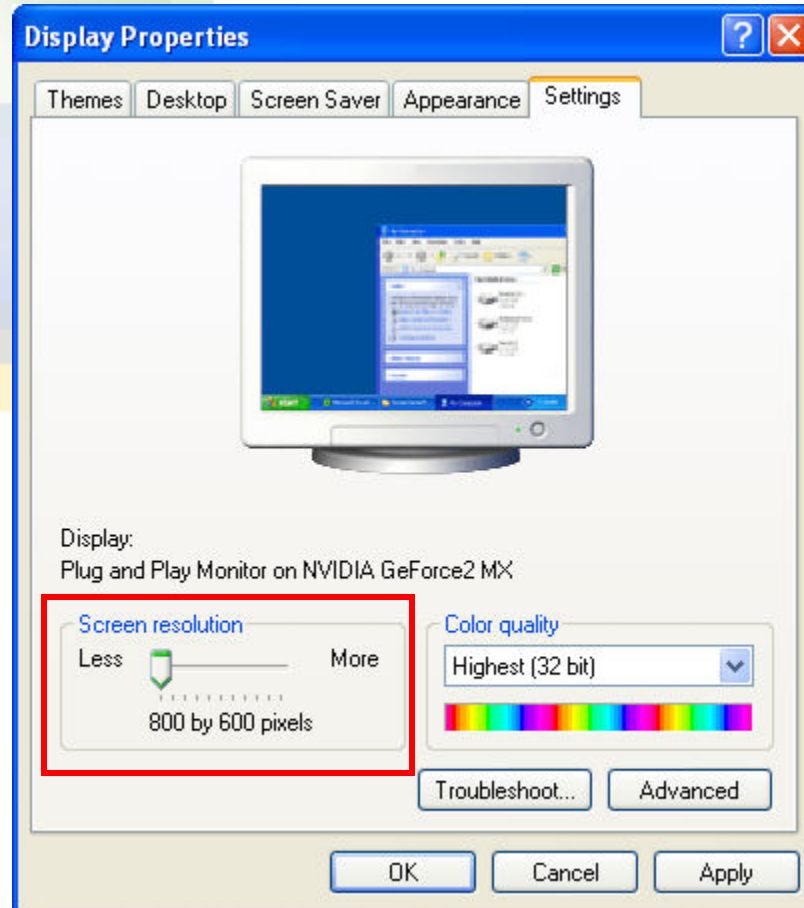 Display Properties
Themes Desktop Screen Saver Appearance Settings
start
Display:
Plug and Play Monitor on NVIDIA GeForce2 MX
Screen resolution
Less More
800 by 600 pixels
Color quality
Highest (32 bit)
Troubleshoot... Advanced
OK Cancel Apply